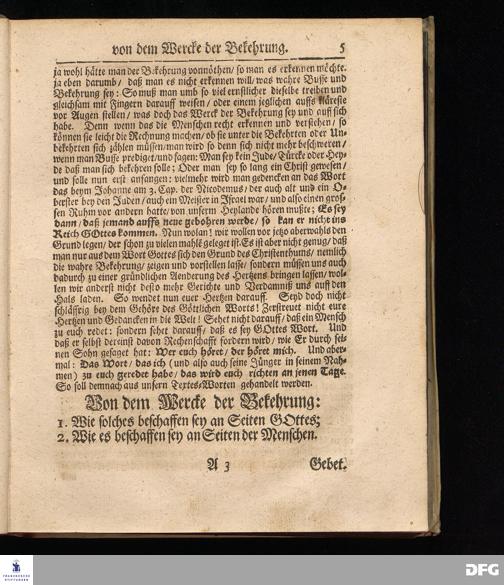 von dem Wercke der Bekehrung. 5
ja wohl hätte man der Bekehrung vonnöthen/ so man es erkennen möchte.
ja eben darumb/ daß man es nicht erkennen will/ was wahre Busse und
Bekehrung sey: So muß man umb so viel ernstlicher dieselbe treiben und
gleichsam mit Fingern darauff weisen/ oder einem jeglichen auffs kläreste
vor Augen stellen/ was doch das Werck der Bekehrung sey und auff sich
habe. Denn wenn das die Menschen recht erkennen und verstehen/ so
können sie leicht die Rechnung machen/ ob sie unter die Bekehrten oder Un-
bekehrten sich zählen müssen/ man wird so denn sich nicht mehr beschweren/
wenn man Busse prediget/ und sagen: Man sey kein Jude/ Türcke oder Hey-
de daß man sich bekehren solle; Oder man sey so lang ein Christ gewesen/
und solle nun erst anfangen: vielmehr wird man gedencken an das Wort
das beym Johanne am 3. Cap. der Nicodemus/ der auch alt und ein O-
berster bey den Juden/ auch ein Meister in Israel war/ und also einen gros-
sen Ruhm vor andern hatte/ von unserm Heylande hören muste; Es sey
dann/ daß jemand auffs neue gebohren werde/ so kan er nicht ins
Reich GOttes kommen. Nun wolan! wir wollen vor jetzo abermahls den
Grund legen/ der schon zu vielen mahlē geleget ist. Es ist aber nicht genug/ daß
man nur aus dem Wort Gottes sich den Grund des Christenthums/ nemlich
die wahre Bekehrung/ zeigen und vorstellen lasse/ sondern müssen uns auch
dadurch zu einer gründlichen Aenderung des Hertzens bringen lassen/ wol-
len wir anderst nicht desto mehr Gerichte und Verdamniß uns auff den
Hals laden. So wendet nun euer Hertzen darauff. Seyd doch nicht
schläffrig bey dem Gehöre des Göttlichen Worts! Zerstreuet nicht eure
Hertzen und Gedancken in die Welt! Sehet nicht darauff/ daß ein Mensch
zu euch redet: sondern sehet darauff/ daß es sey GOttes Wort. Und
daß er selbst dereinst davon Rechenschafft fordern wird/ wie Er durch sei-
nen Sohn gesaget hat: Wer euch höret/ der höret mich. Und aber-
mal: Das Wort/ das ich (und also auch seine Jünger in seinem Nah-
men) zu euch geredet habe/ das wird euch richten an jenen Tage.
So soll demnach aus unsern Textes-Worten gehandelt werden.
Von dem Wercke der Bekehrung:
1. Wie solches beschaffen sey an Seiten GOttes;
2. Wie es beschaffen sey an Seiten der Menschen.
A 3 Gebet.
FRANCKESCHE
STIFTUNGEN
DFG